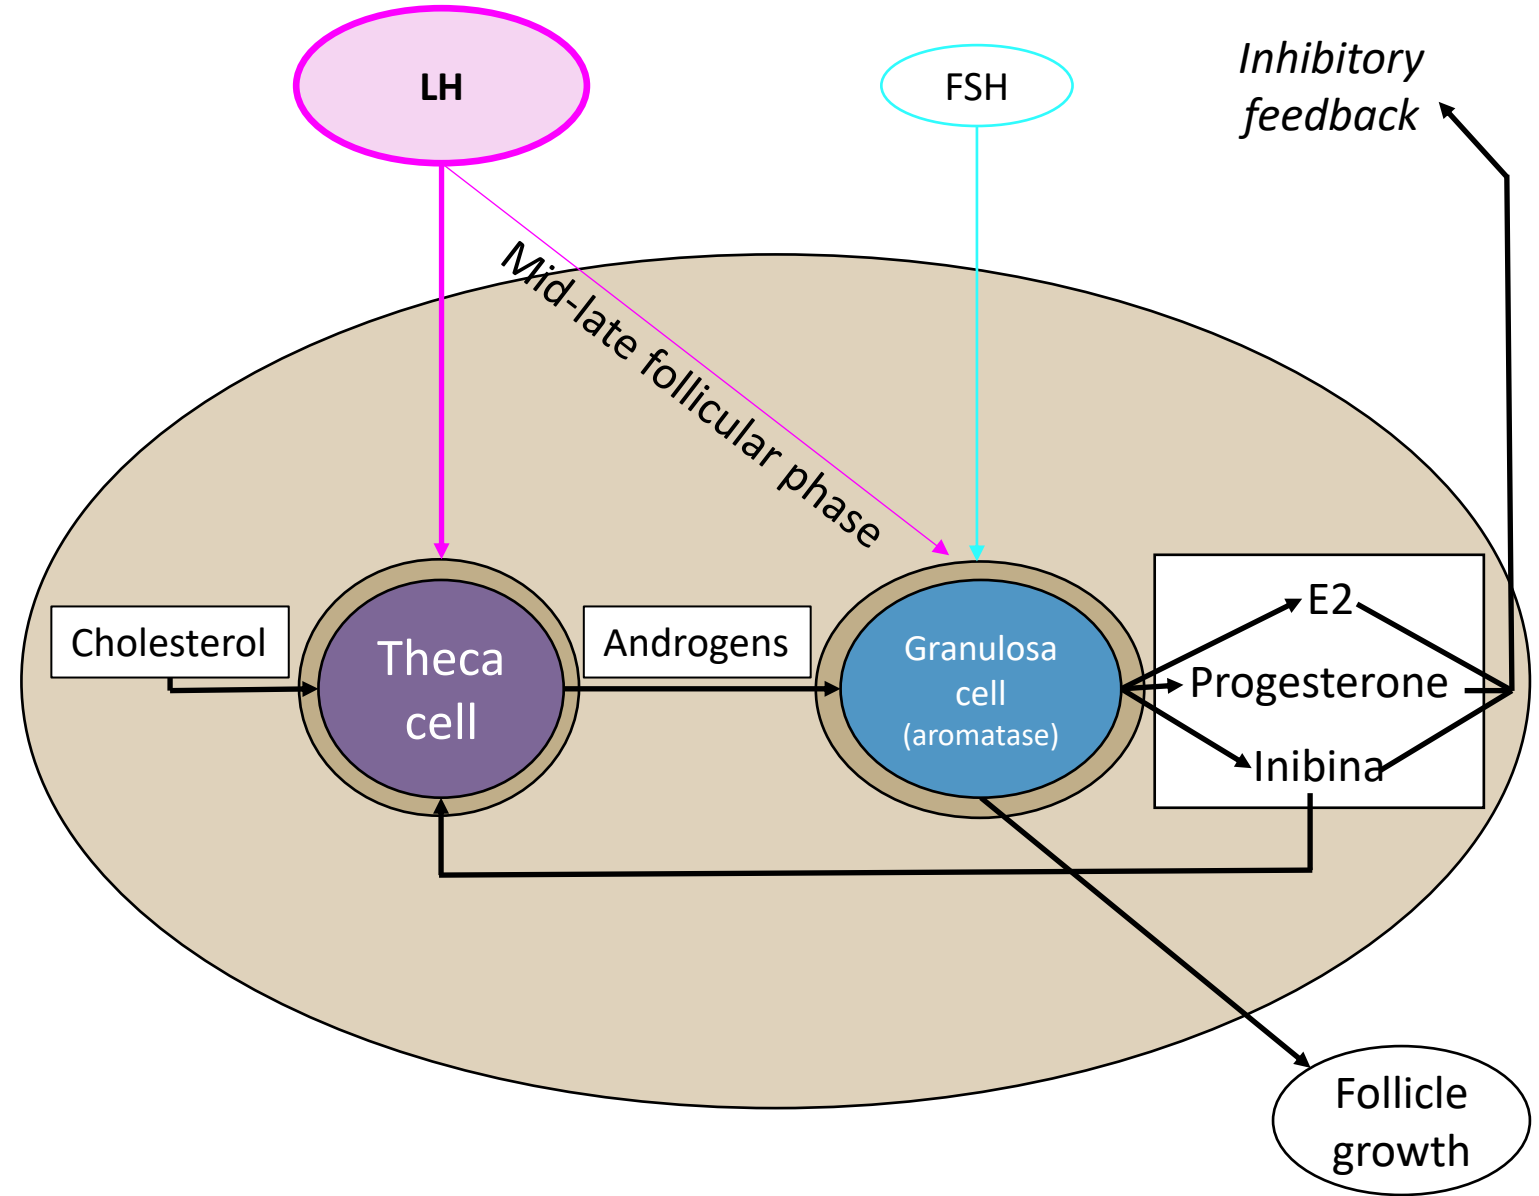 LH
FSH
Inhibitory
feedback
Mid-late follicular phase
Cholesterol
Theca
cell
Androgens
Granulosa
cell
(aromatase)
E2
Progesterone
Inibina
Follicle
growth